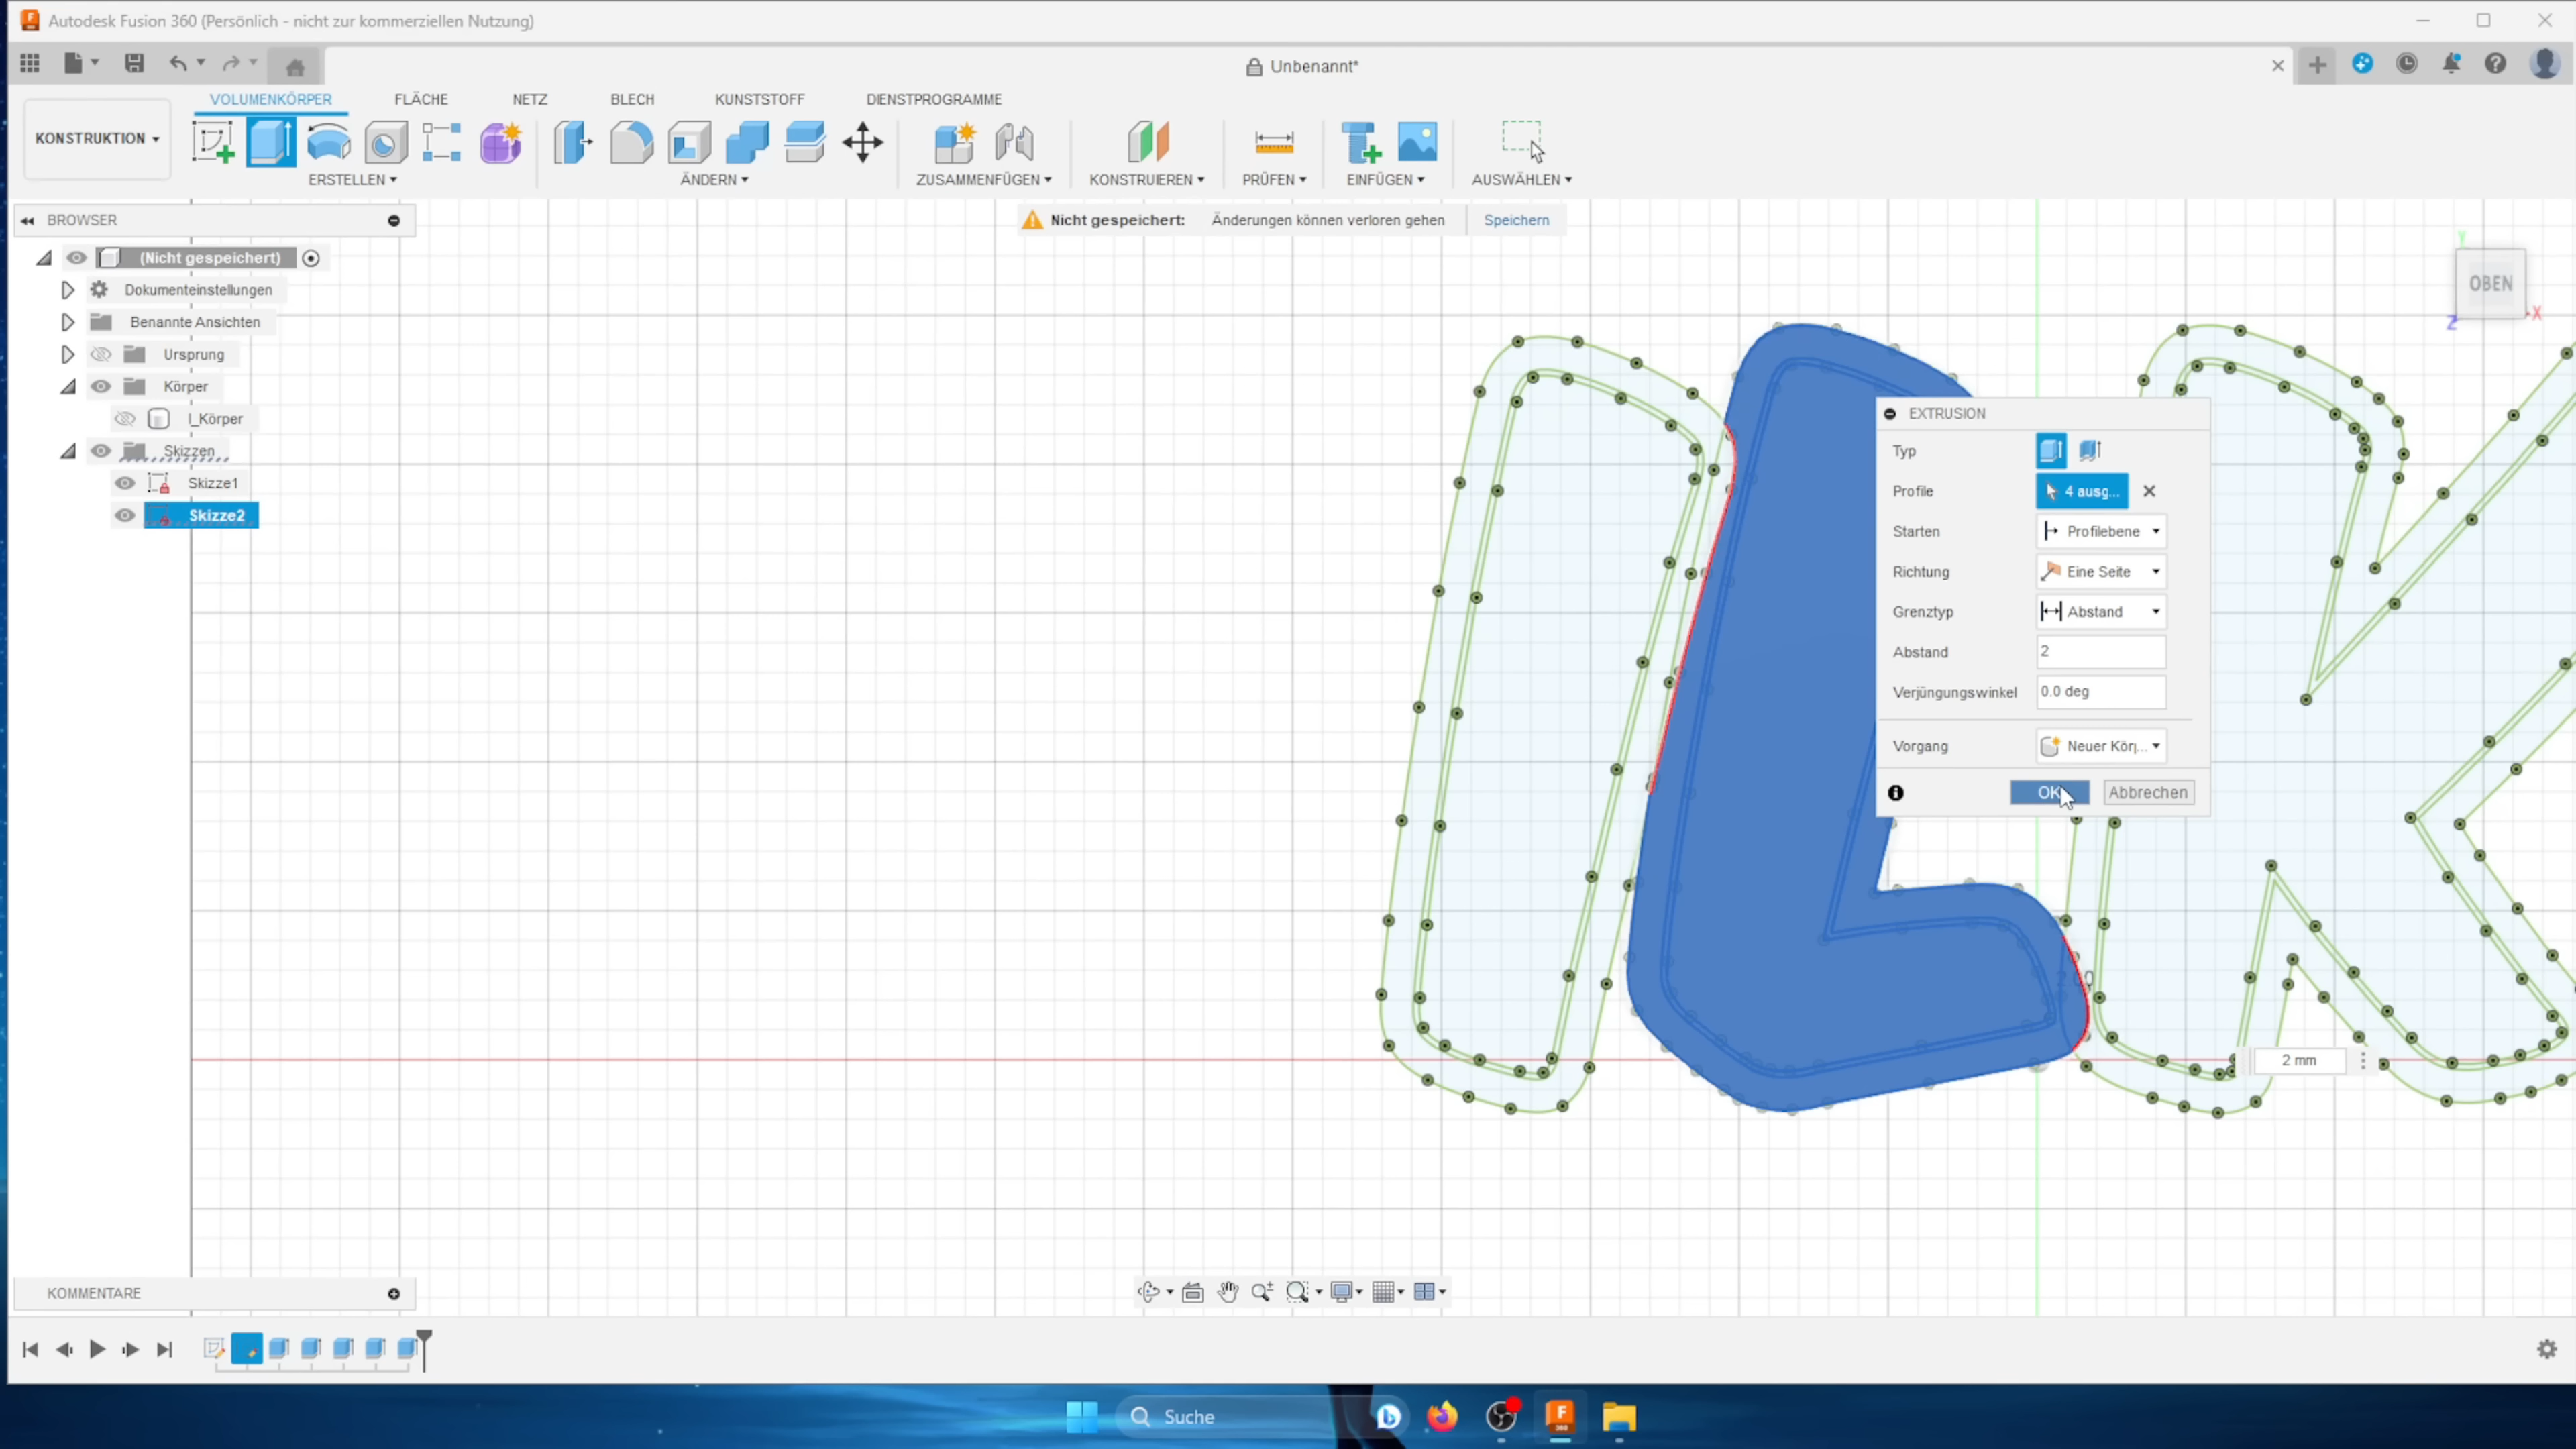 Autodesk Fusion 360 (Persönlich - nicht zur kommerziellen Nutzung)
Unbenannt*
VOLUMENKÖRPER FLÄCHE NETZ BLECH KUNSTSTOFF DIENSTPROGRAMME
KONSTRUKTION
ERSTELLEN ÄNDERN ZUSAMMENFÜGEN KONSTRUIEREN PRÜFEN EINFÜGEN AUSWÄHLEN
BROWSER
Nicht gespeichert: Änderungen können verloren gehen Speichern
(Nicht gespeichert)
Dokumenteinstellungen
Benannte Ansichten
Ursprung
Körper
I_Körper
Skizzen
Skizze1
Skizze2
Y
OBEN
Z
X
EXTRUSION
Typ
Profile 4 ausg...
Starten Profilebene
Richtung Eine Seite
Grenztyp Abstand
Abstand 2
Verjüngungswinkel 0.0 deg
Vorgang Neuer Körp...
OK Abbrechen
2 mm
KOMMENTARE
Suche
F
360